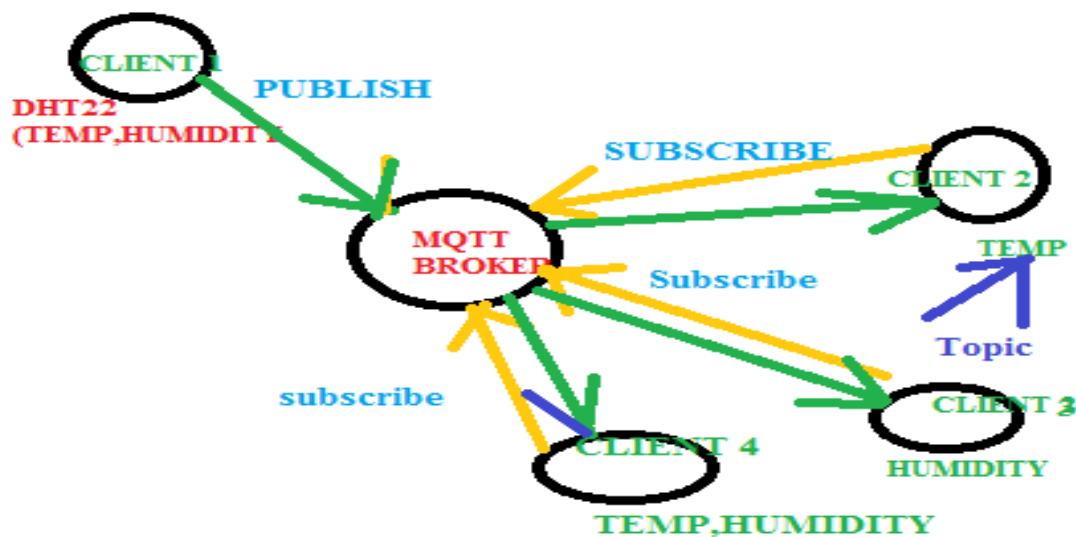 CLIENT 1
PUBLISH
DHT22
(TEMP,HUMIDITY
SUBSCRIBE
CLIENT 2
MQTT
BROKER
TEMP
Subscribe
Topic
subscribe
CLIENT 3
HUMIDITY
CLIENT 4
TEMP,HUMIDITY